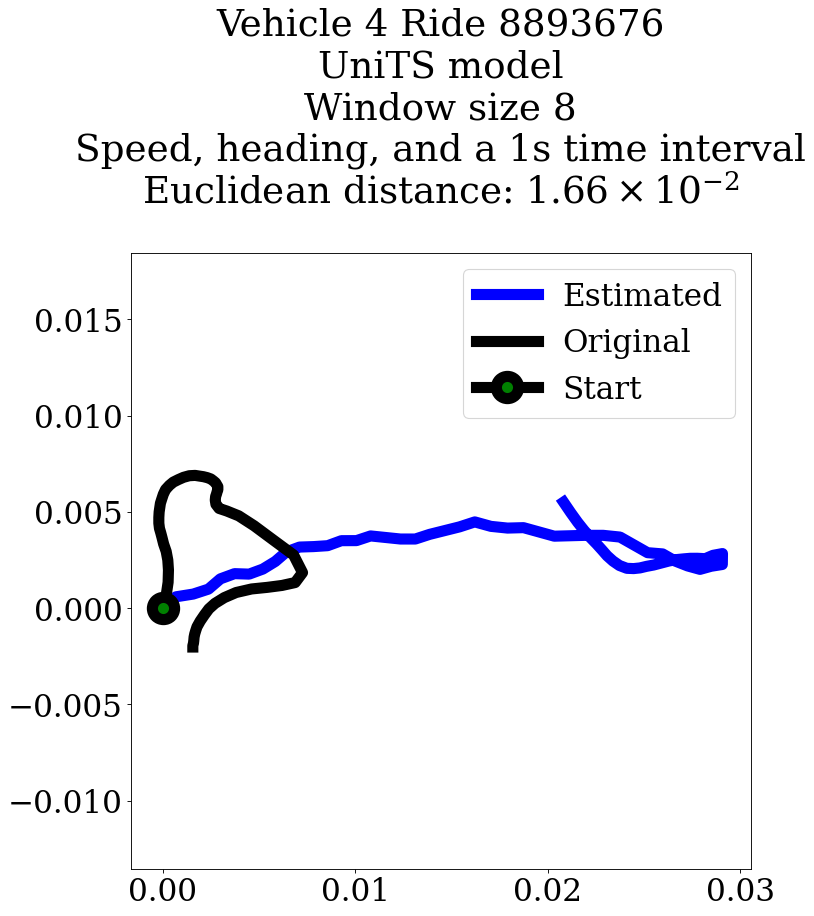 Vehicle 4 Ride 8893676
UniTS model
Window size 8
Speed, heading, and a 1s time interval
Euclidean distance: 1.66 × 10⁻²
Estimated
Original
Start
0.015
0.010
0.005
0.000
−0.005
−0.010
0.00 0.01 0.02 0.03